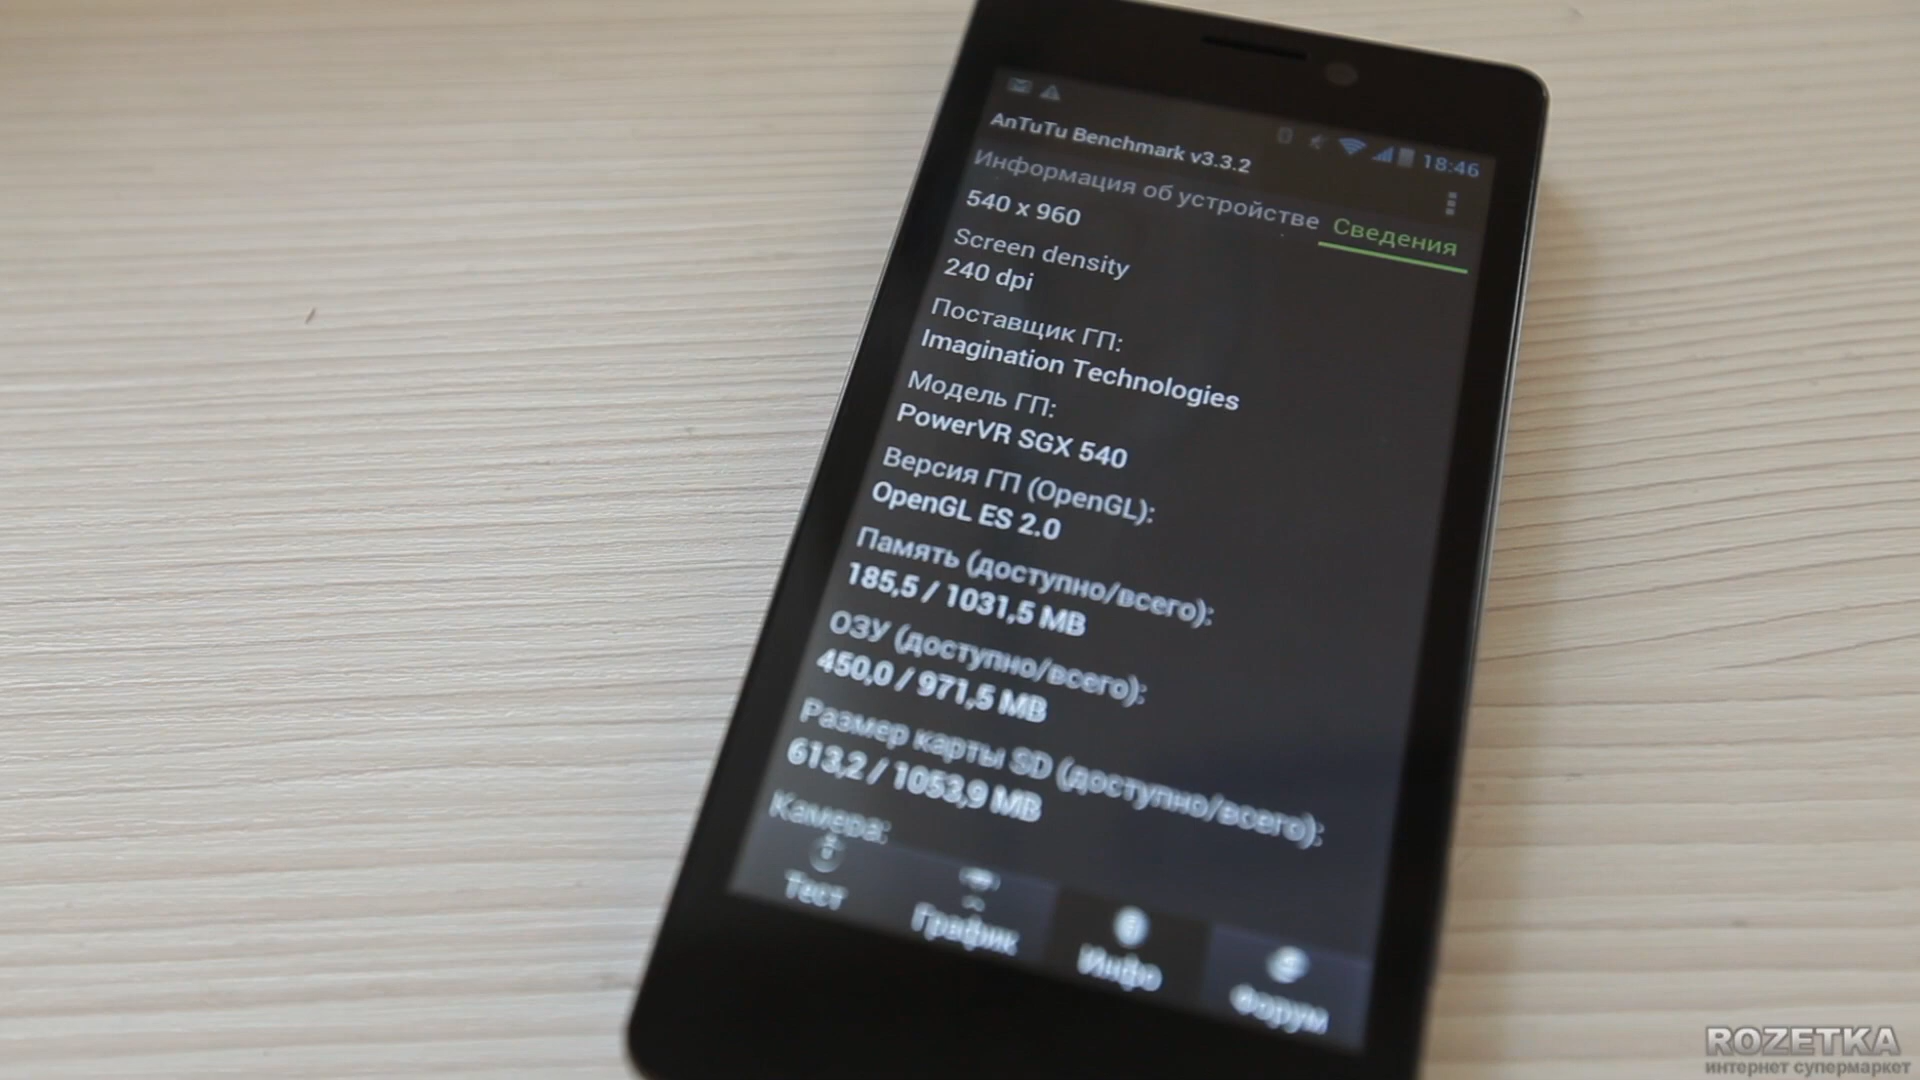 18:46
AnTuTu Benchmark v3.3.2
Информация об устройстве
Сведения
540 x 960
Screen density
240 dpi
Поставщик ГП:
Imagination Technologies
Модель ГП:
PowerVR SGX 540
Версия ГП (OpenGL):
OpenGL ES 2.0
Память (доступно/всего):
185,5 / 1031,5 MB
ОЗУ (доступно/всего):
450,0 / 971,5 MB
Размер карты SD (доступно/всего):
613,2 / 1053,9 MB
Камера:
Тест
График
Инфо
Форум
ROZETKA
интернет супермаркет